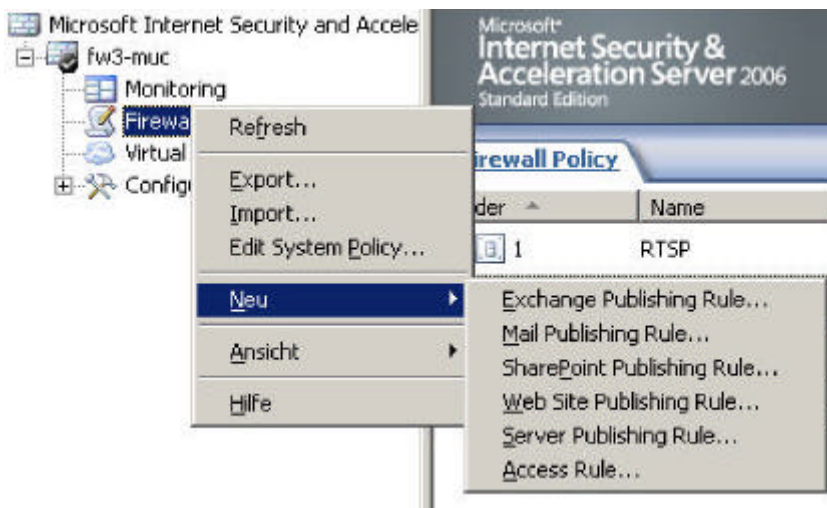 Microsoft Internet Security and Accele
fw3-muc
Monitoring
Firewa
Virtual
Config
Refresh
Export...
Import...
Edit System Policy...
Neu
Ansicht
Hilfe
Microsoft®
Internet Security &
Acceleration Server 2006
Standard Edition
irewall Policy
der Name
1 RTSP
Exchange Publishing Rule...
Mail Publishing Rule...
SharePoint Publishing Rule...
Web Site Publishing Rule...
Server Publishing Rule...
Access Rule...